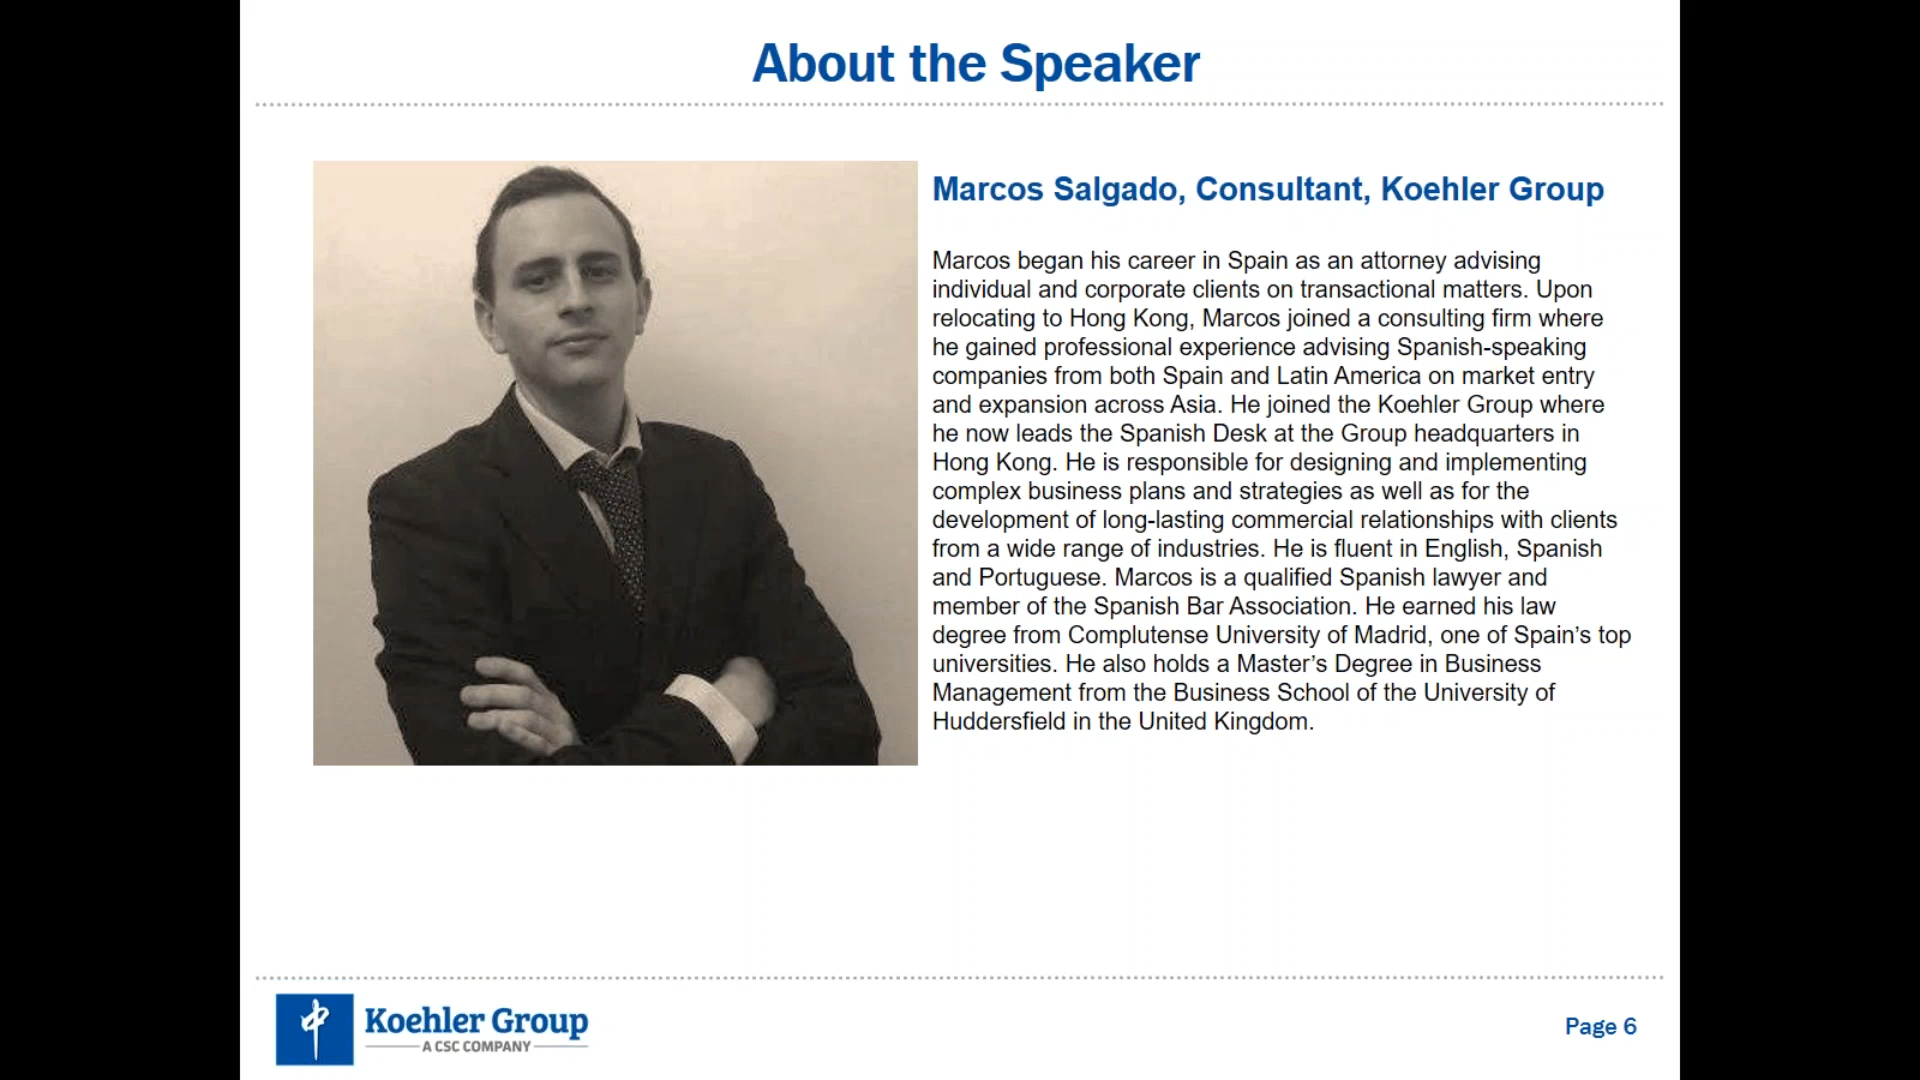 About the Speaker
Marcos Salgado, Consultant, Koehler Group
Marcos began his career in Spain as an attorney advising
individual and corporate clients on transactional matters. Upon
relocating to Hong Kong, Marcos joined a consulting firm where
he gained professional experience advising Spanish-speaking
companies from both Spain and Latin America on market entry
and expansion across Asia. He joined the Koehler Group where
he now leads the Spanish Desk at the Group headquarters in
Hong Kong. He is responsible for designing and implementing
complex business plans and strategies as well as for the
development of long-lasting commercial relationships with clients
from a wide range of industries. He is fluent in English, Spanish
and Portuguese. Marcos is a qualified Spanish lawyer and
member of the Spanish Bar Association. He earned his law
degree from Complutense University of Madrid, one of Spain’s top
universities. He also holds a Master’s Degree in Business
Management from the Business School of the University of
Huddersfield in the United Kingdom.
Koehler Group
A CSC COMPANY
Page 6